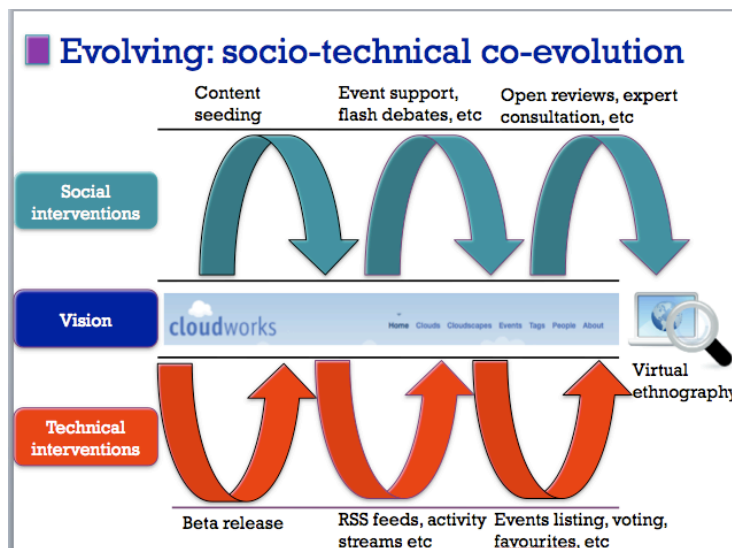 Evolving: socio-technical co-evolution
Content
seeding
Event support,
flash debates, etc
Open reviews, expert
consultation, etc
Social
interventions
Vision
cloudworks
Home Clouds Cloudscapes Events Tags People About
Virtual
ethnography
Technical
interventions
Beta release
RSS feeds, activity
streams etc
Events listing, voting,
favourites, etc